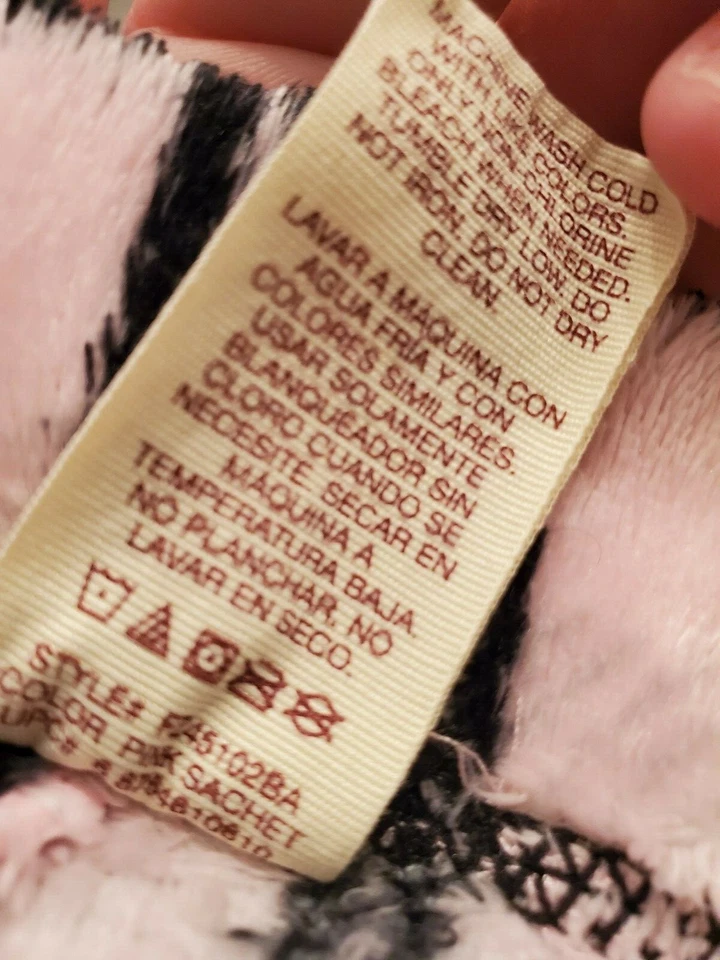 MACHINE WASH COLD
WITH LIKE COLORS.
ONLY NON-CHLORINE
BLEACH WHEN NEEDED.
TUMBLE DRY LOW. DO
NOT IRON. DO NOT DRY
CLEAN.
LAVAR A MAQUINA CON
AGUA FRIA Y CON
COLORES SIMILARES.
USAR SOLAMENTE
BLANQUEADOR SIN
CLORO CUANDO SE
NECESITE. SECAR EN
MAQUINA A
TEMPERATURA BAJA.
NO PLANCHAR. NO
LAVAR EN SECO.
STYLE#
COLOR PINK SACHET
UPC#